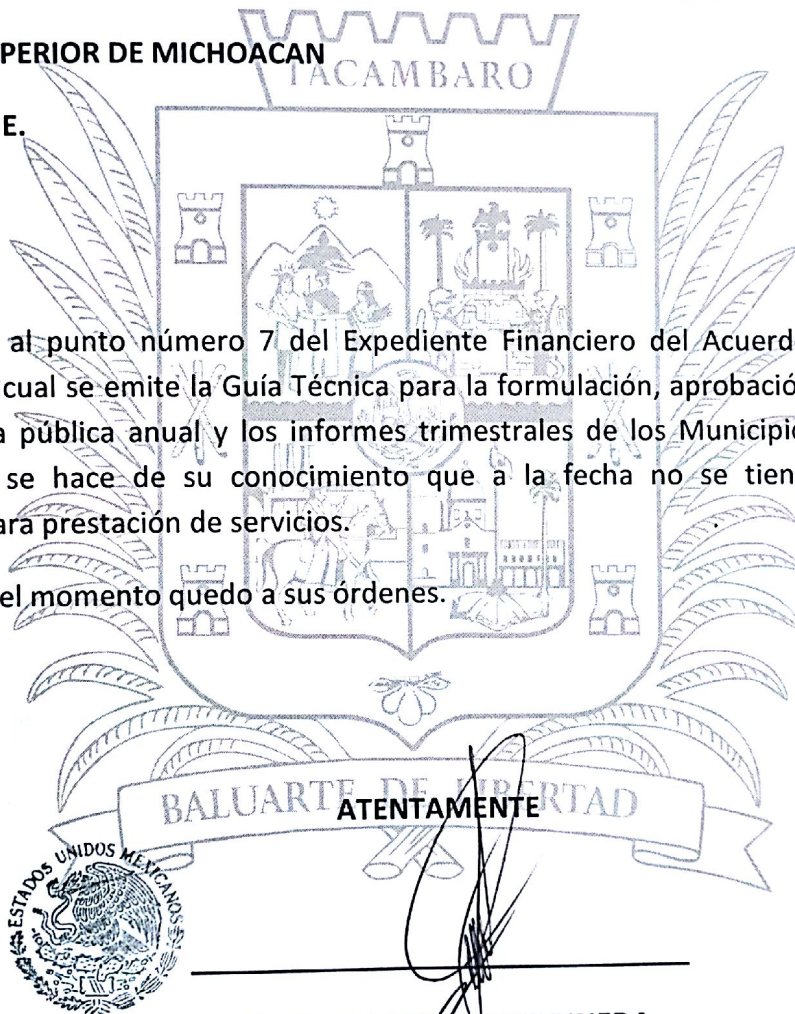 PERIOR DE MICHOACAN
TACAMBARO
E.
al punto número 7 del Expediente Financiero del Acuerd
cual se emite la Guía Técnica para la formulación, aprobació
a pública anual y los informes trimestrales de los Municipio
se hace de su conocimiento que a la fecha no se tien
ara prestación de servicios.
el momento quedo a sus órdenes.
BALUARTE DE LIBERTAD
ATENTAMENTE
ESTADOS UNIDOS MEXICANOS